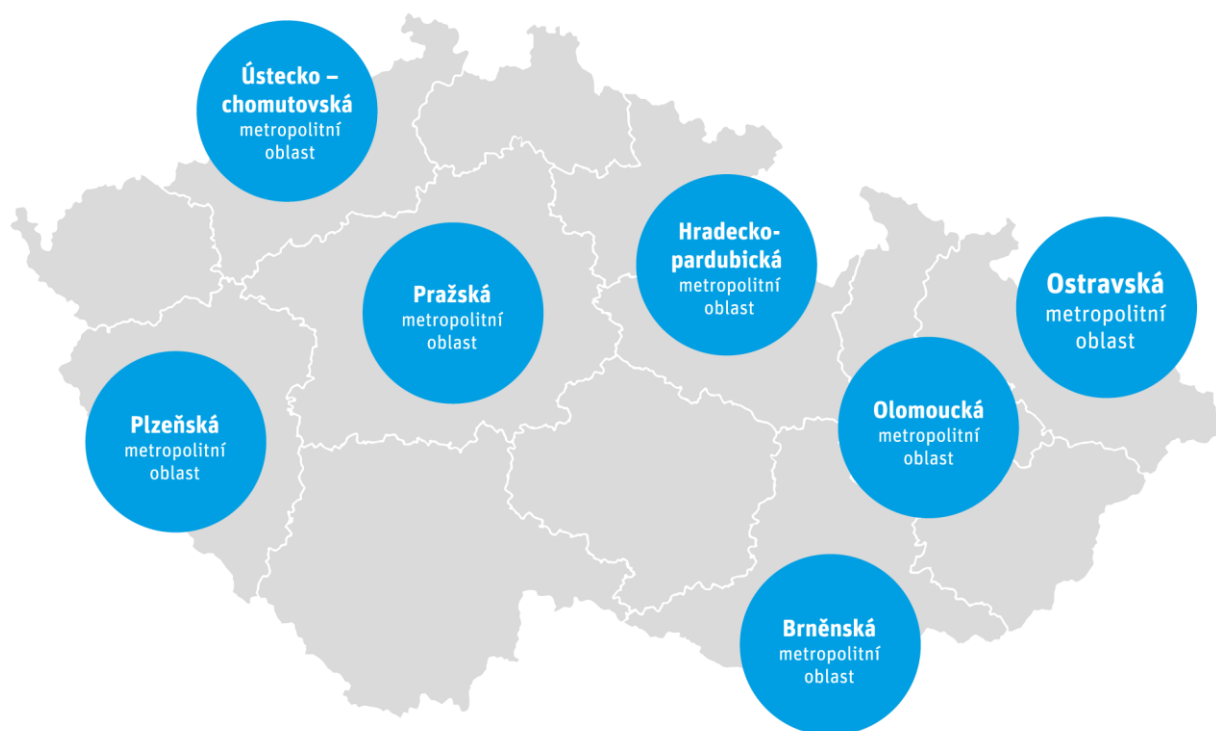 Ústecko –
chomutovská
metropolitní
oblast
Hradecko-
pardubická
metropolitní
oblast
Pražská
metropolitní
oblast
Ostravská
metropolitní
oblast
Plzeňská
metropolitní
oblast
Olomoucká
metropolitní
oblast
Brněnská
metropolitní
oblast